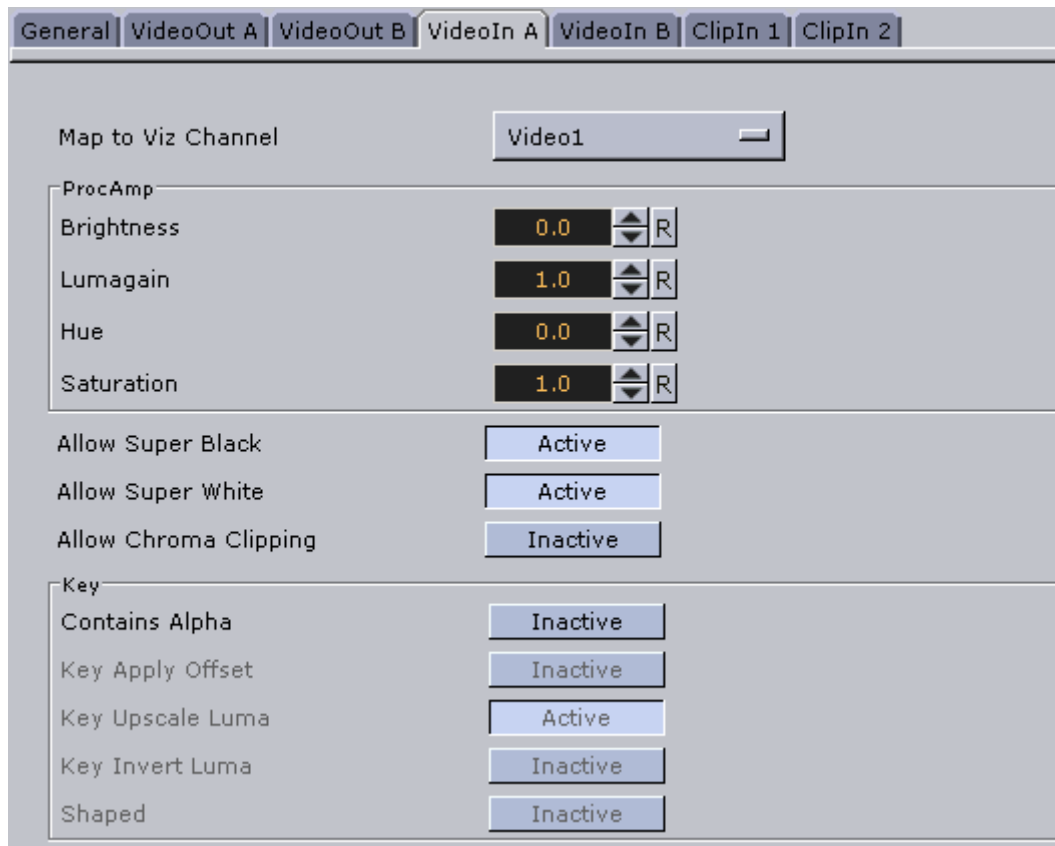 General VideoOut A VideoOut B VideoIn A VideoIn B ClipIn 1 ClipIn 2
Map to Viz Channel Video1
ProcAmp
Brightness 0.0 R
Lumagain 1.0 R
Hue 0.0 R
Saturation 1.0 R
Allow Super Black Active
Allow Super White Active
Allow Chroma Clipping Inactive
Key
Contains Alpha Inactive
Key Apply Offset Inactive
Key Upscale Luma Active
Key Invert Luma Inactive
Shaped Inactive